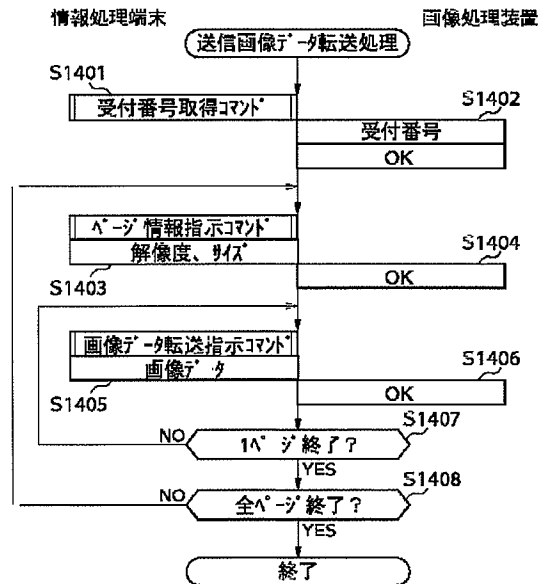 情報処理端末
画像処理装置
送信画像データ転送処理
S1401
受付番号取得コマンド
S1402
受付番号
OK
ページ情報指示コマンド
解像度、サイズ
S1403
S1404
OK
画像データ転送指示コマンド
画像データ
S1405
S1406
OK
S1407
NO
1ページ終了?
YES
S1408
NO
全ページ終了?
YES
終了